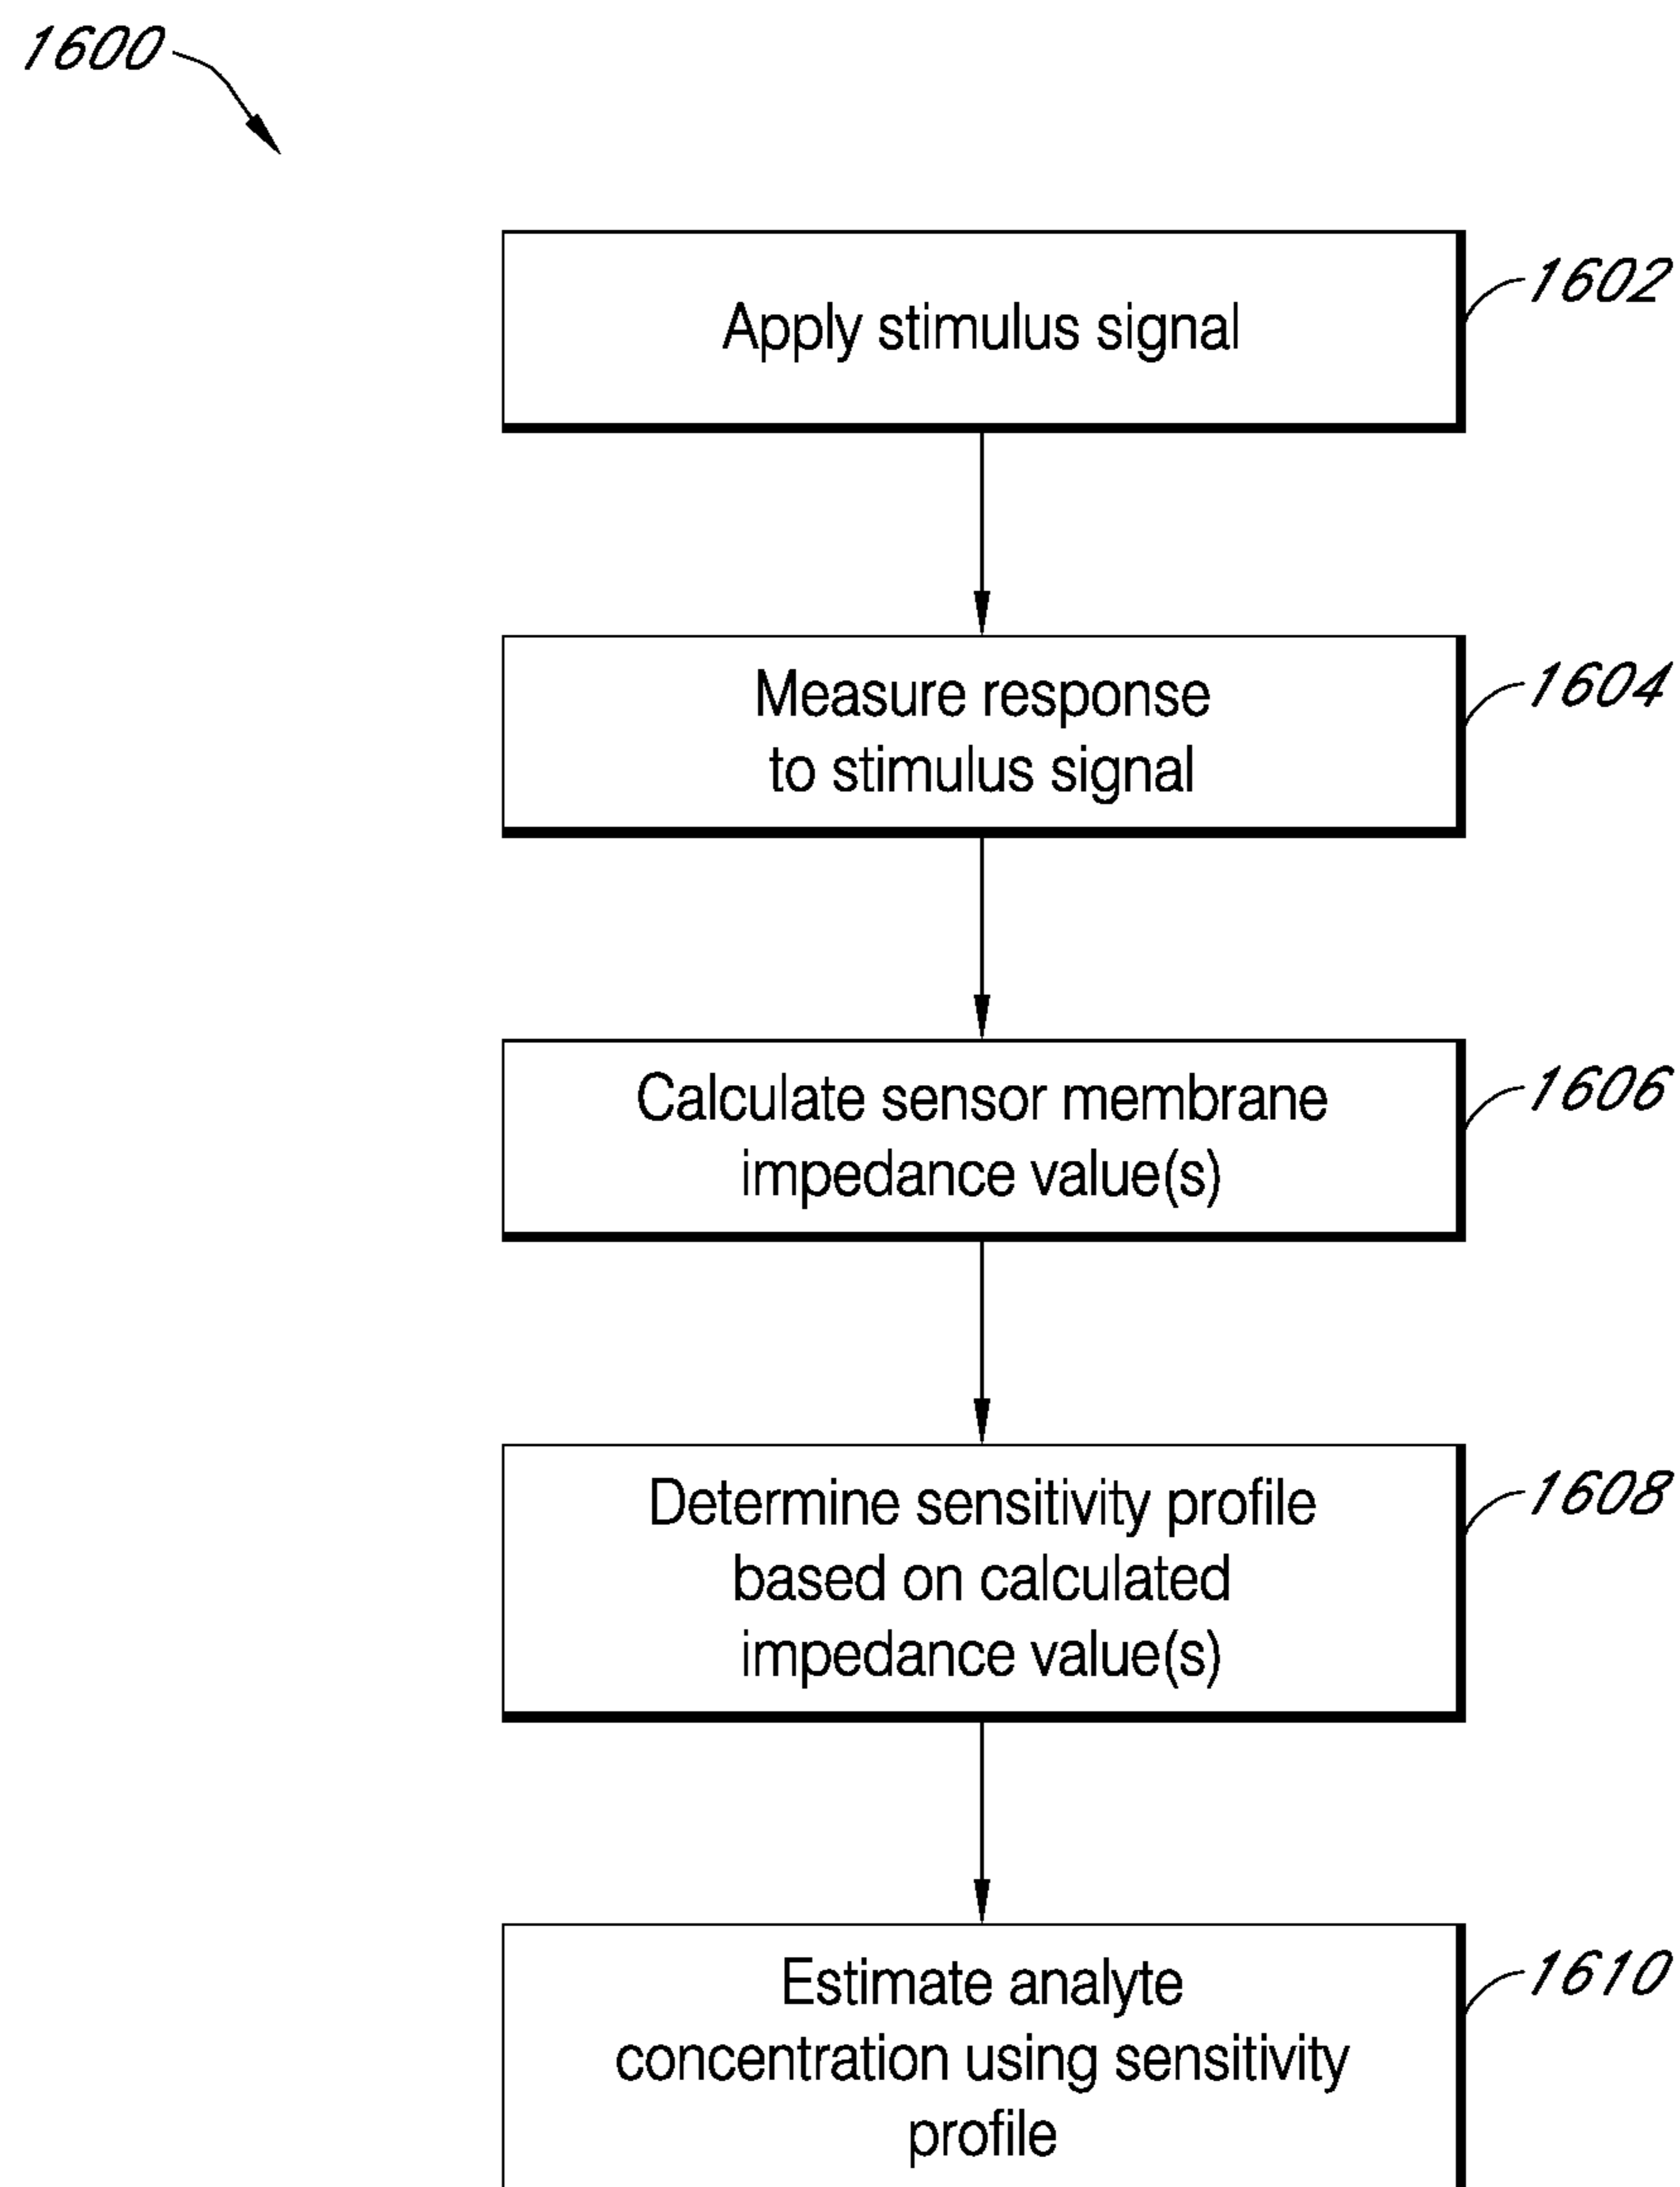 1600
Apply stimulus signal
1602
Measure response
to stimulus signal
1604
Calculate sensor membrane
impedance value(s)
1606
Determine sensitivity profile
based on calculated
impedance value(s)
1608
Estimate analyte
concentration using sensitivity
profile
1610